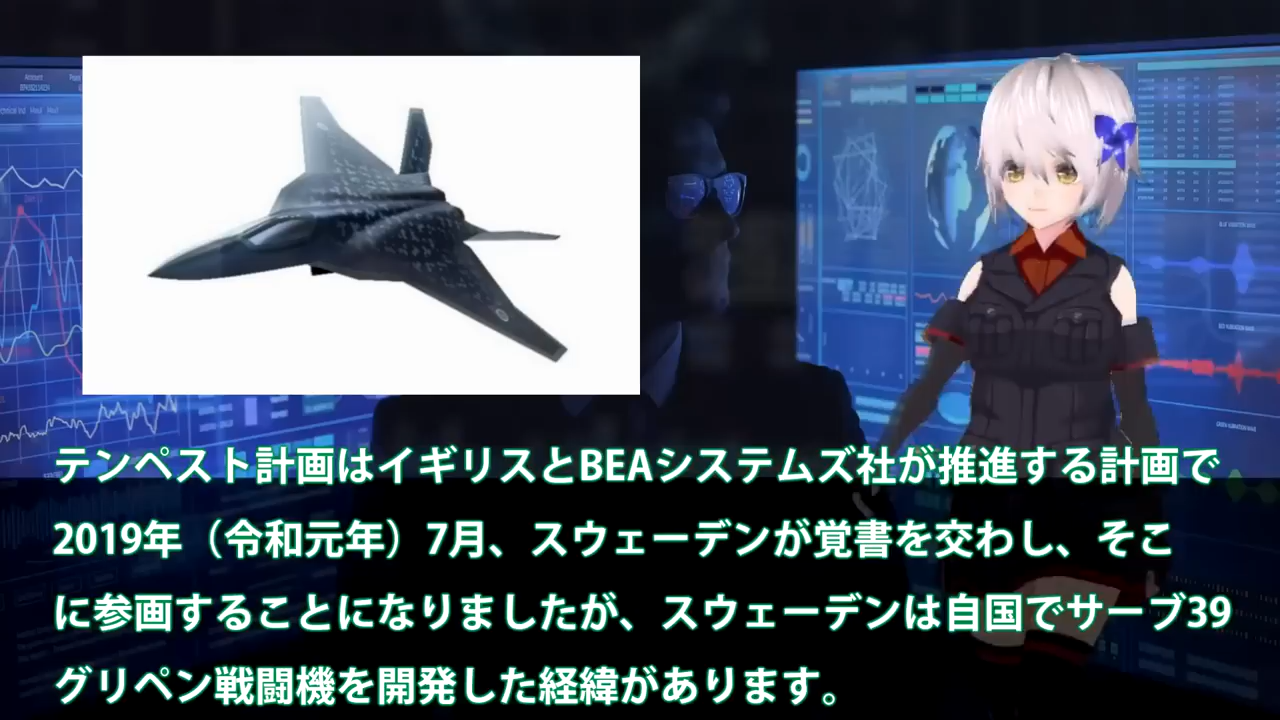 テンペスト計画はイギリスとBEAシステムズ社が推進する計画で
2019年（令和元年）7月、スウェーデンが覚書を交わし、そこ
に参画することになりましたが、スウェーデンは自国でサーブ39
グリペン戦闘機を開発した経緯があります。